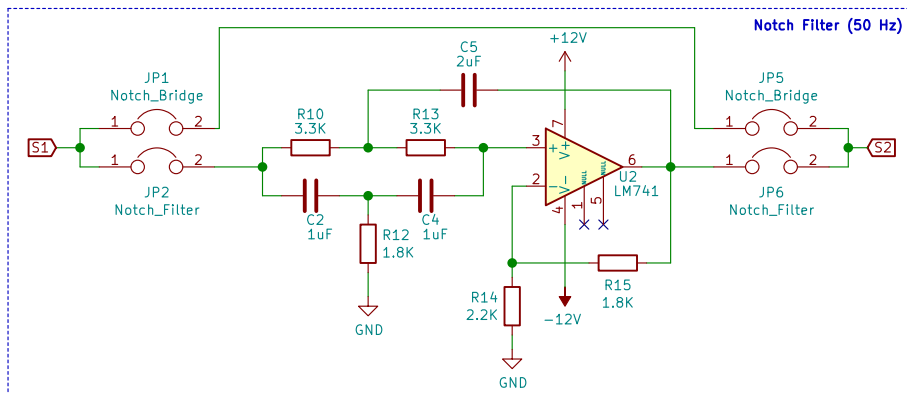 Notch Filter (50 Hz)
+12V
C5
2uF
JP1
Notch_Bridge
JP5
Notch_Bridge
R10
3.3K
R13
3.3K
7
1
2
1
2
S1
3
+
V+
6
S2
1
2
2
−
V−
NULL
NULL
U2
LM741
1
2
JP2
Notch_Filter
C2
1uF
C4
1uF
4
1
5
JP6
Notch_Filter
R12
1.8K
R15
1.8K
R14
2.2K
-12V
GND
GND